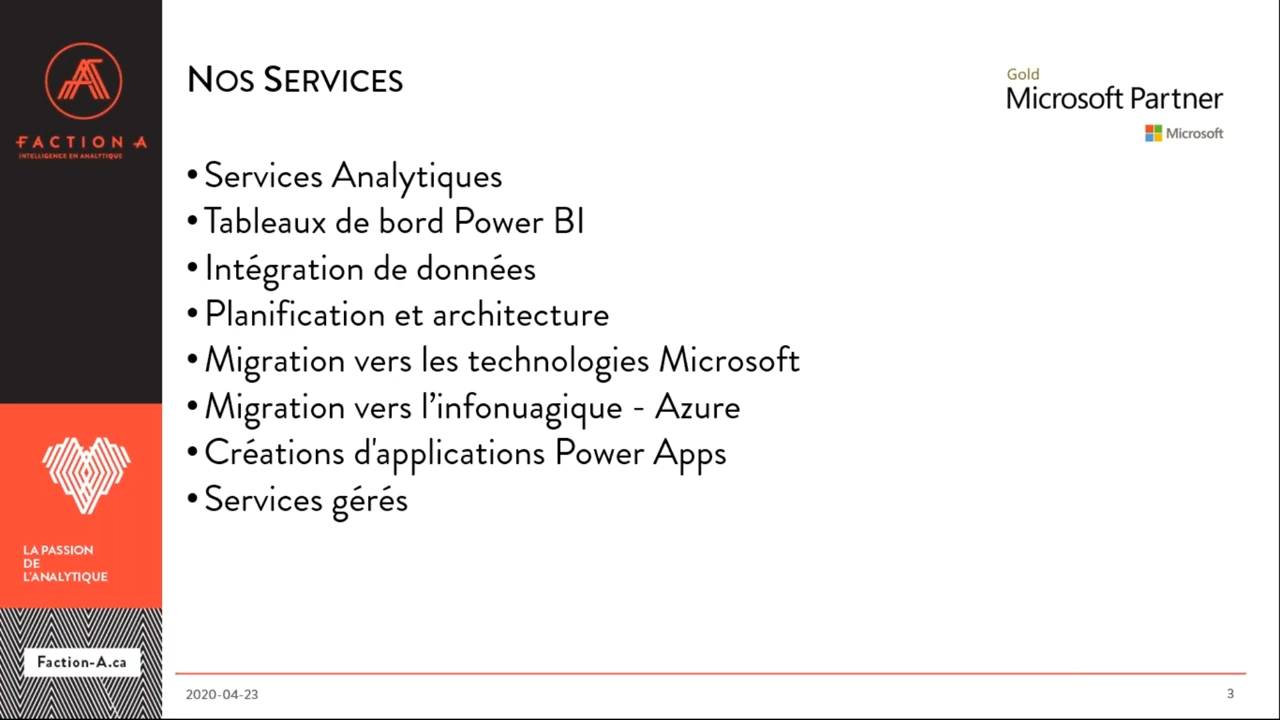 FACTION A
INTELLIGENCE EN ANALYTIQUE
NOS SERVICES
Gold
Microsoft Partner
Microsoft
• Services Analytiques
• Tableaux de bord Power BI
• Intégration de données
• Planification et architecture
• Migration vers les technologies Microsoft
• Migration vers l’infonuagique - Azure
• Créations d'applications Power Apps
• Services gérés
LA PASSION
DE
L'ANALYTIQUE
Faction-A.ca
2020-04-23
3